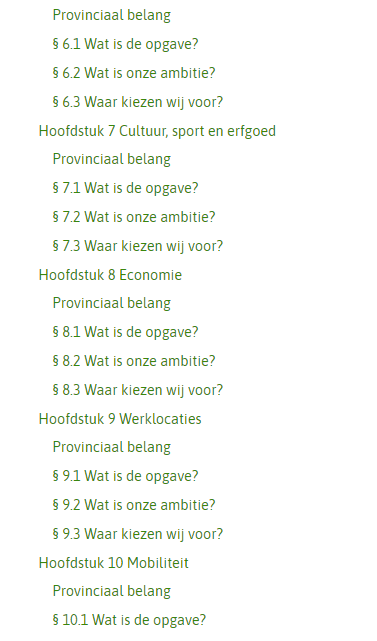 Provinciaal belang
§ 6.1 Wat is de opgave?
§ 6.2 Wat is onze ambitie?
§ 6.3 Waar kiezen wij voor?
Hoofdstuk 7 Cultuur, sport en erfgoed
Provinciaal belang
§ 7.1 Wat is de opgave?
§ 7.2 Wat is onze ambitie?
§ 7.3 Waar kiezen wij voor?
Hoofdstuk 8 Economie
Provinciaal belang
§ 8.1 Wat is de opgave?
§ 8.2 Wat is onze ambitie?
§ 8.3 Waar kiezen wij voor?
Hoofdstuk 9 Werklocaties
Provinciaal belang
§ 9.1 Wat is de opgave?
§ 9.2 Wat is onze ambitie?
§ 9.3 Waar kiezen wij voor?
Hoofdstuk 10 Mobiliteit
Provinciaal belang
§ 10.1 Wat is de opgave?